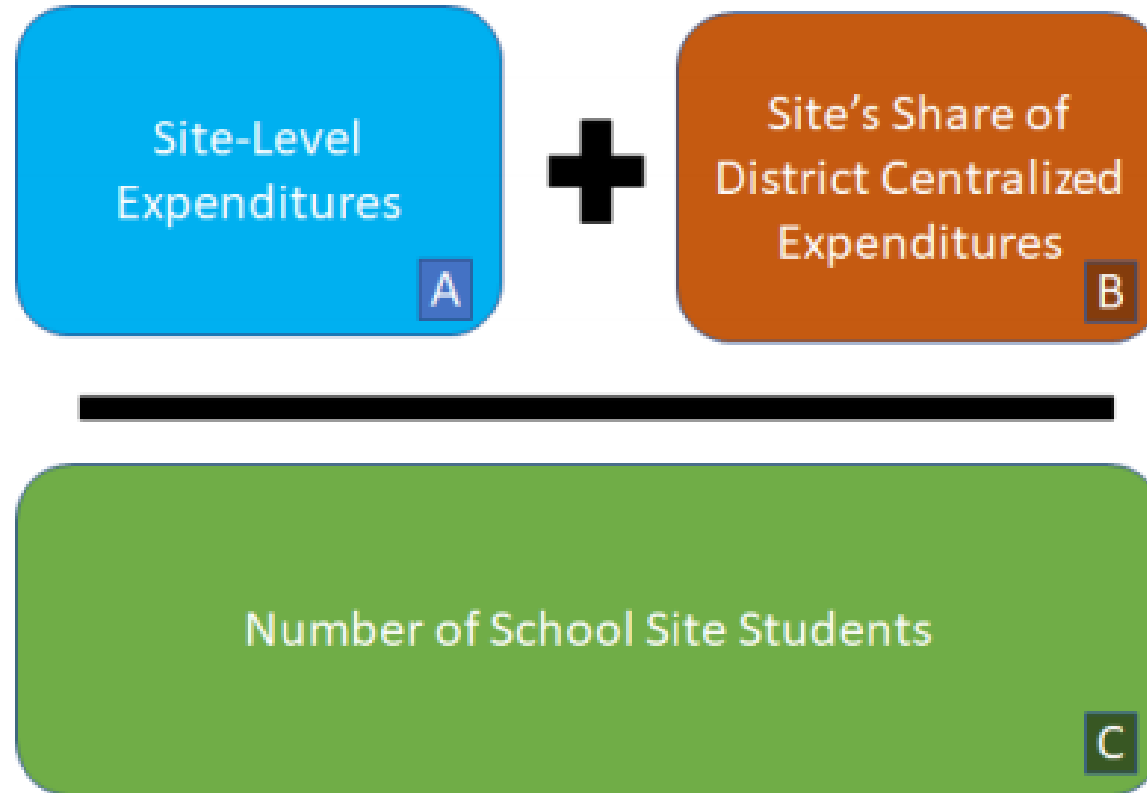 Site-Level
Expenditures
A
Site's Share of
District Centralized
Expenditures
B
Number of School Site Students
C